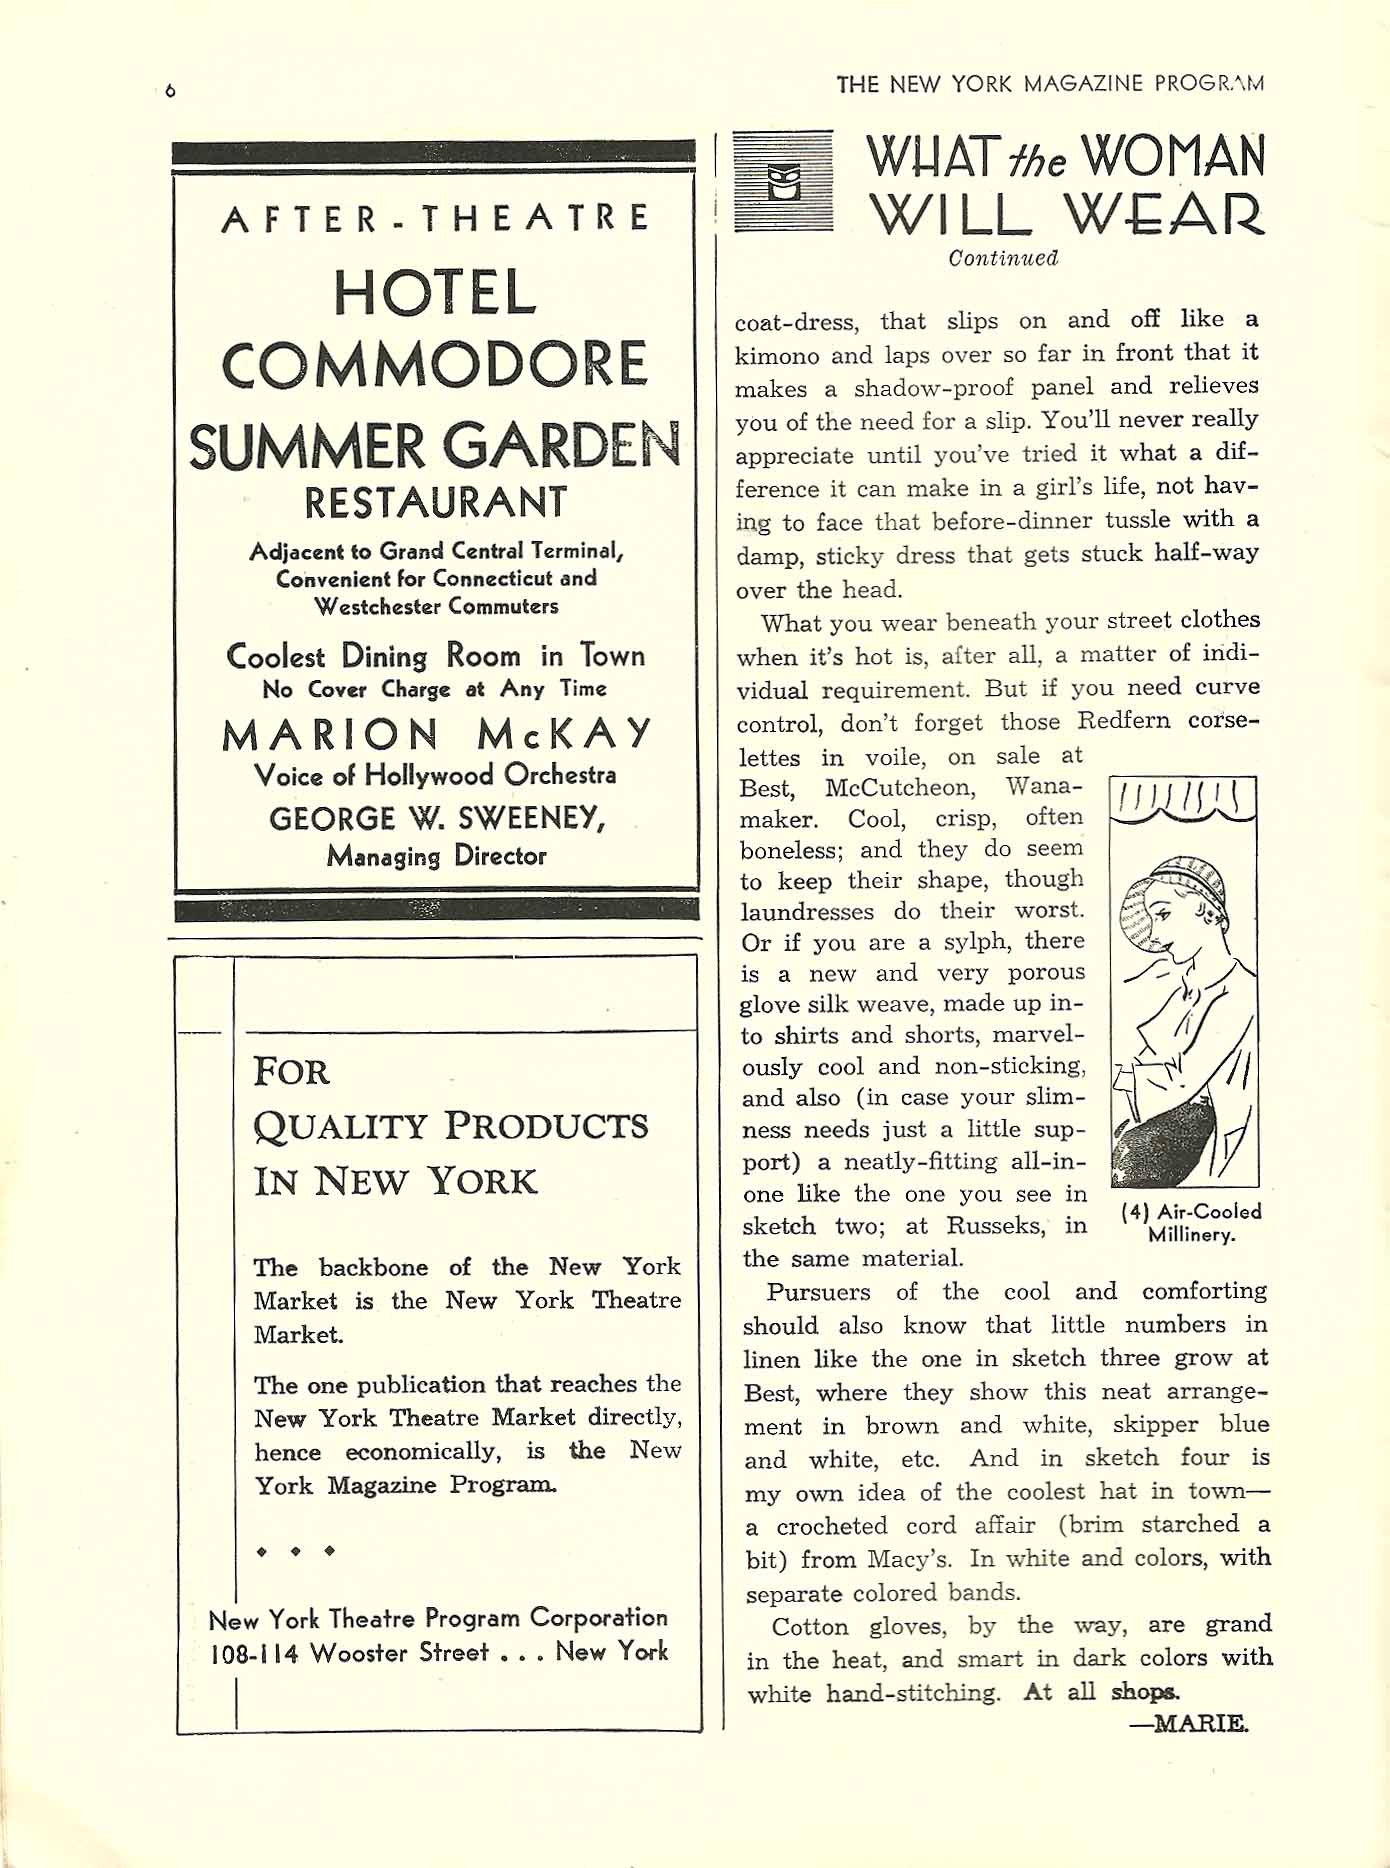 6
THE NEW YORK MAGAZINE PROGRAM
AFTER-THEATRE
HOTEL
COMMODORE
SUMMER GARDEN
RESTAURANT
Adjacent to Grand Central Terminal,
Convenient for Connecticut and
Westchester Commuters
Coolest Dining Room in Town
No Cover Charge at Any Time
MARION McKAY
Voice of Hollywood Orchestra
GEORGE W. SWEENEY,
Managing Director
FOR
QUALITY PRODUCTS
IN NEW YORK
The backbone of the New York
Market is the New York Theatre
Market.
The one publication that reaches the
New York Theatre Market directly,
hence economically, is the New
York Magazine Program.
New York Theatre Program Corporation
108-114 Wooster Street . . . New York
WHAT the WOMAN
WILL WEAR
Continued
coat-dress, that slips on and off like a
kimono and laps over so far in front that it
makes a shadow-proof panel and relieves
you of the need for a slip. You'll never really
appreciate until you've tried it what a dif-
ference it can make in a girl's life, not hav-
ing to face that before-dinner tussle with a
damp, sticky dress that gets stuck half-way
over the head.
What you wear beneath your street clothes
when it's hot is, after all, a matter of indi-
vidual requirement. But if you need curve
control, don't forget those Redfern corse-
lettes in voile, on sale at
Best, McCutcheon, Wana-
maker. Cool, crisp, often
boneless; and they do seem
to keep their shape, though
laundresses do their worst.
Or if you are a sylph, there
is a new and very porous
glove silk weave, made up in-
to shirts and shorts, marvel-
ously cool and non-sticking,
and also (in case your slim-
ness needs just a little sup-
port) a neatly-fitting all-in-
one like the one you see in
sketch two; at Russeks, in
the same material.
(4) Air-Cooled
Millinery.
Pursuers of the cool and comforting
should also know that little numbers in
linen like the one in sketch three grow at
Best, where they show this neat arrange-
ment in brown and white, skipper blue
and white, etc. And in sketch four is
my own idea of the coolest hat in town—
a crocheted cord affair (brim starched a
bit) from Macy's. In white and colors, with
separate colored bands.
Cotton gloves, by the way, are grand
in the heat, and smart in dark colors with
white hand-stitching. At all shops.
—MARIE.